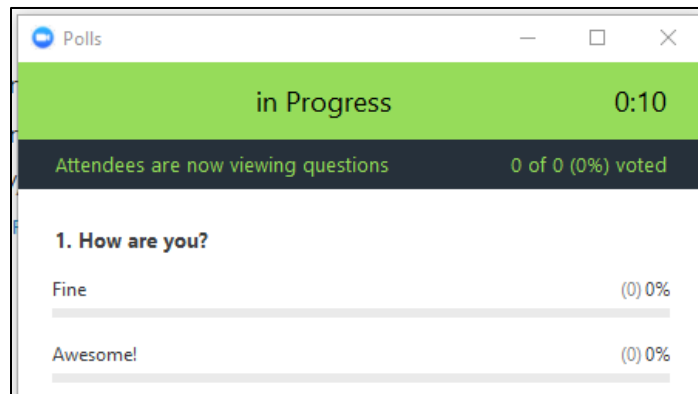 Polls
in Progress 0:10
Attendees are now viewing questions 0 of 0 (0%) voted
1. How are you?
Fine (0) 0%
Awesome! (0) 0%